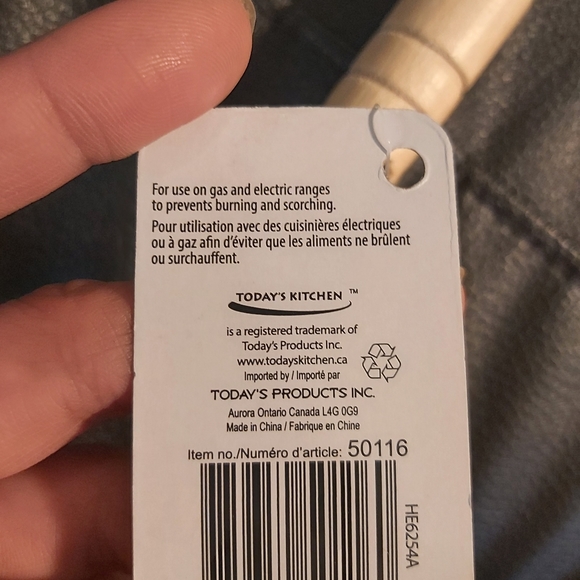 For use on gas and electric ranges
to prevents burning and scorching.
Pour utilisation avec des cuisinières électriques
ou à gaz afin d'éviter que les aliments ne brûlent
ou surchauffent.
TODAY'S KITCHEN ™
is a registered trademark of
Today's Products Inc.
www.todayskitchen.ca
Imported by / Importé par
TODAY'S PRODUCTS INC.
Aurora Ontario Canada L4G 0G9
Made in China / Fabrique en Chine
Item no./Numéro d'article: 50116
HE6254A